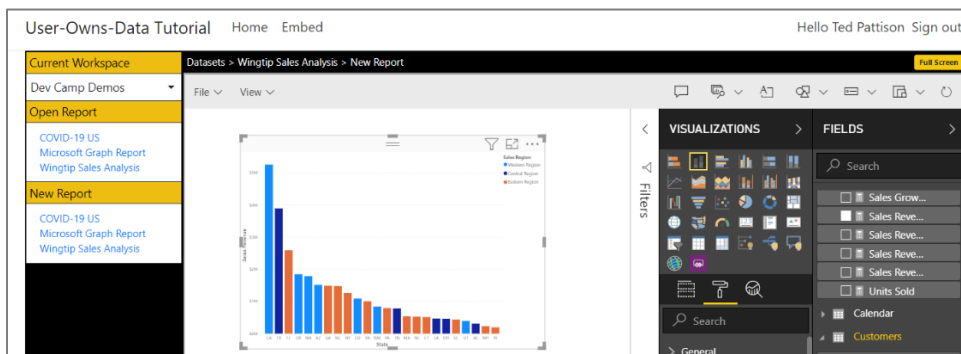 User-Owns-Data Tutorial Home Embed Hello Ted Pattison Sign out
Current Workspace
Dev Camp Demos
Open Report
COVID-19 US
Microsoft Graph Report
Wingtip Sales Analysis
New Report
COVID-19 US
Microsoft Graph Report
Wingtip Sales Analysis
Datasets > Wingtip Sales Analysis > New Report Full Screen
File View
Sales Region
Western Region
Central Region
Eastern Region
Sales Revenue
State
Filters
VISUALIZATIONS
Search
General
FIELDS
Search
Sales Grow...
Sales Reve...
Sales Reve...
Sales Reve...
Sales Reve...
Units Sold
Calendar
Customers